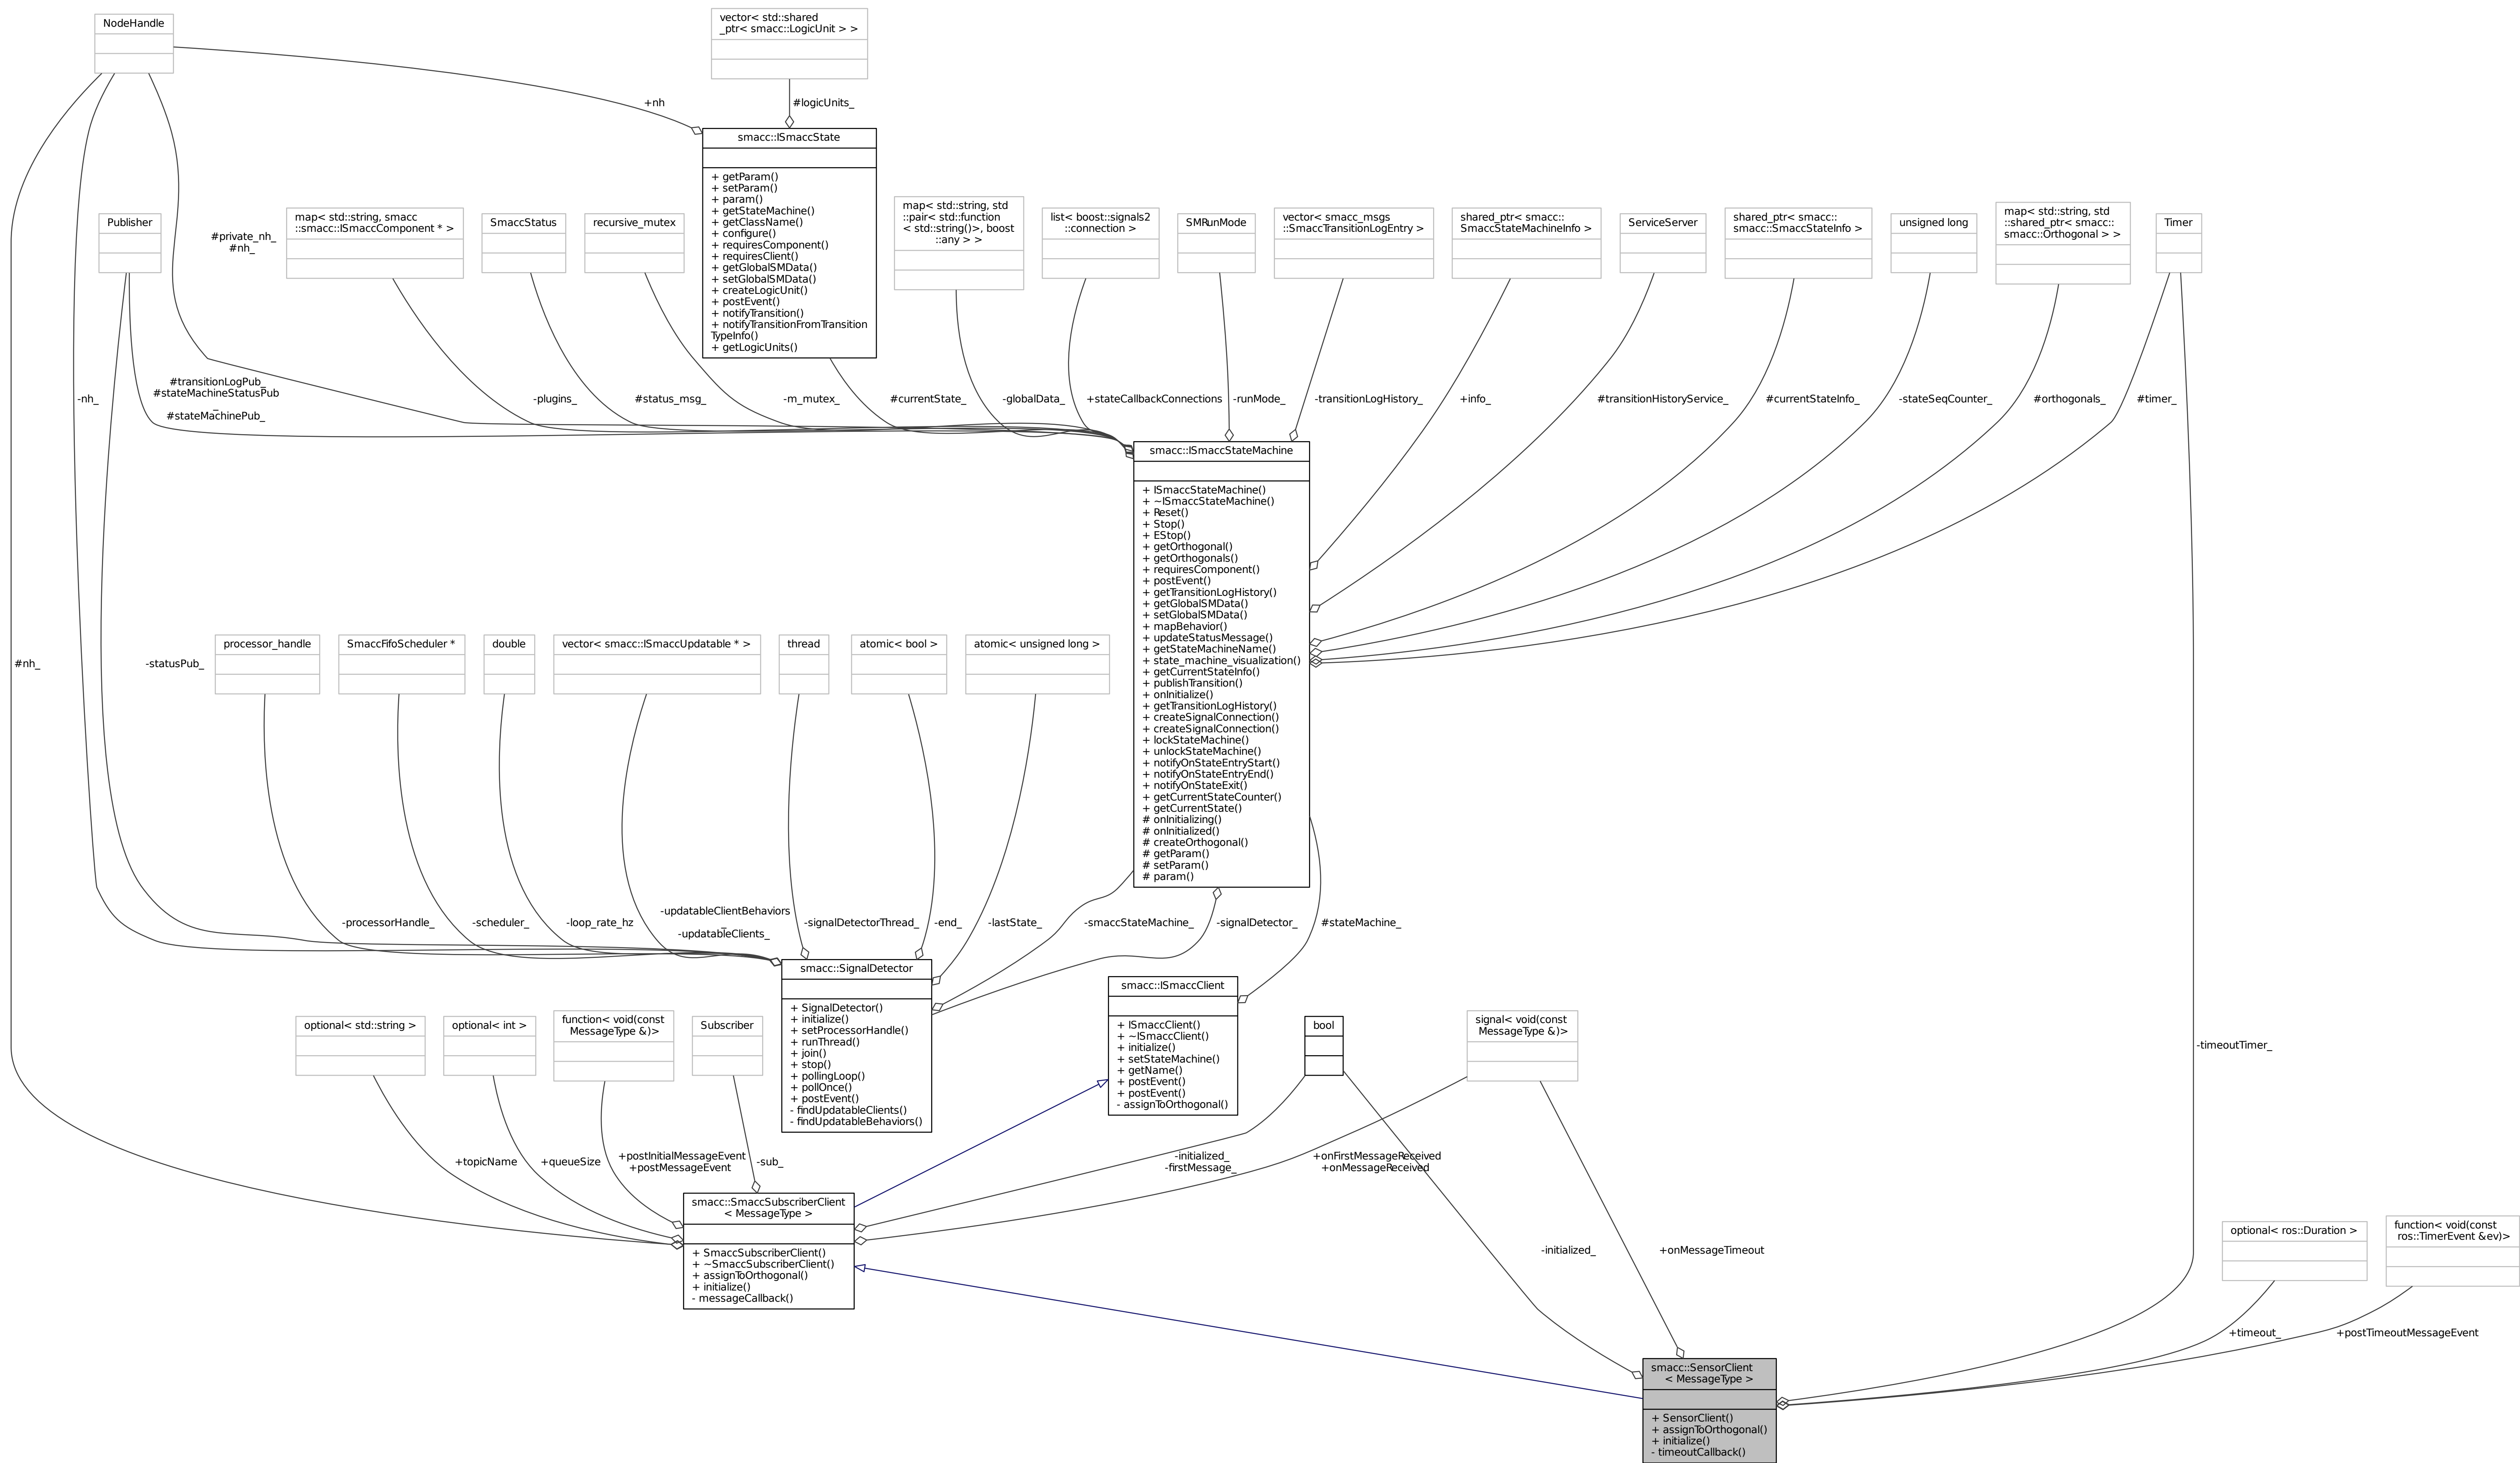 NodeHandle
vector< std::shared
_ptr< smacc::LogicUnit > >
+nh
#logicUnits_
smacc::ISmaccState
+ getParam()
+ setParam()
+ param()
+ getStateMachine()
+ getClassName()
+ configure()
+ requiresComponent()
+ requiresClient()
+ getGlobalSMData()
+ setGlobalSMData()
+ createLogicUnit()
+ postEvent()
+ notifyTransition()
+ notifyTransitionFromTransition
TypeInfo()
+ getLogicUnits()
Publisher
#private_nh_
#nh_
map< std::string, smacc
::smacc::ISmaccComponent * >
SmaccStatus
recursive_mutex
map< std::string, std
::pair< std::function
< std::string()>, boost
::any > >
list< boost::signals2
::connection >
SMRunMode
vector< smacc_msgs
::SmaccTransitionLogEntry >
shared_ptr< smacc::
SmaccStateMachineInfo >
ServiceServer
shared_ptr< smacc::
smacc::SmaccStateInfo >
unsigned long
map< std::string, std
::shared_ptr< smacc::
smacc::Orthogonal > >
Timer
-nh_
#transitionLogPub_
#stateMachineStatusPub
_
#stateMachinePub_
-plugins_
#status_msg_
-m_mutex_
#currentState_
-globalData_
+stateCallbackConnections
-runMode_
-transitionLogHistory_
+info_
#transitionHistoryService_
#currentStateInfo_
-stateSeqCounter_
#orthogonals_
#timer_
smacc::ISmaccStateMachine
+ ISmaccStateMachine()
+ ~ISmaccStateMachine()
+ Reset()
+ Stop()
+ EStop()
+ getOrthogonal()
+ getOrthogonals()
+ requiresComponent()
+ postEvent()
+ getTransitionLogHistory()
+ getGlobalSMData()
+ setGlobalSMData()
+ mapBehavior()
+ updateStatusMessage()
+ getStateMachineName()
+ state_machine_visualization()
+ getCurrentStateInfo()
+ publishTransition()
+ onInitialize()
+ getTransitionLogHistory()
+ createSignalConnection()
+ createSignalConnection()
+ lockStateMachine()
+ unlockStateMachine()
+ notifyOnStateEntryStart()
+ notifyOnStateEntryEnd()
+ notifyOnStateExit()
+ getCurrentStateCounter()
+ getCurrentState()
# onInitializing()
# onInitialized()
# createOrthogonal()
# getParam()
# setParam()
# param()
#nh_
-statusPub_
processor_handle
SmaccFifoScheduler *
double
vector< smacc::ISmaccUpdatable * >
thread
atomic< bool >
atomic< unsigned long >
-processorHandle_
-scheduler_
-loop_rate_hz
-updatableClientBehaviors
_
-updatableClients_
-signalDetectorThread_
-end_
-lastState_
-smaccStateMachine_
-signalDetector_
#stateMachine_
smacc::SignalDetector
+ SignalDetector()
+ initialize()
+ setProcessorHandle()
+ runThread()
+ join()
+ stop()
+ pollingLoop()
+ pollOnce()
+ postEvent()
- findUpdatableClients()
- findUpdatableBehaviors()
smacc::ISmaccClient
+ ISmaccClient()
+ ~ISmaccClient()
+ initialize()
+ setStateMachine()
+ getName()
+ postEvent()
+ postEvent()
- assignToOrthogonal()
optional< std::string >
optional< int >
function< void(const
MessageType &)>
Subscriber
bool
signal< void(const
MessageType &)>
-timeoutTimer_
+topicName
+queueSize
+postInitialMessageEvent
+postMessageEvent
-sub_
-initialized_
-firstMessage_
+onFirstMessageReceived
+onMessageReceived
smacc::SmaccSubscriberClient
< MessageType >
+ SmaccSubscriberClient()
+ ~SmaccSubscriberClient()
+ assignToOrthogonal()
+ initialize()
- messageCallback()
-initialized_
+onMessageTimeout
optional< ros::Duration >
function< void(const
ros::TimerEvent &ev)>
+timeout_
+postTimeoutMessageEvent
smacc::SensorClient
< MessageType >
+ SensorClient()
+ assignToOrthogonal()
+ initialize()
- timeoutCallback()